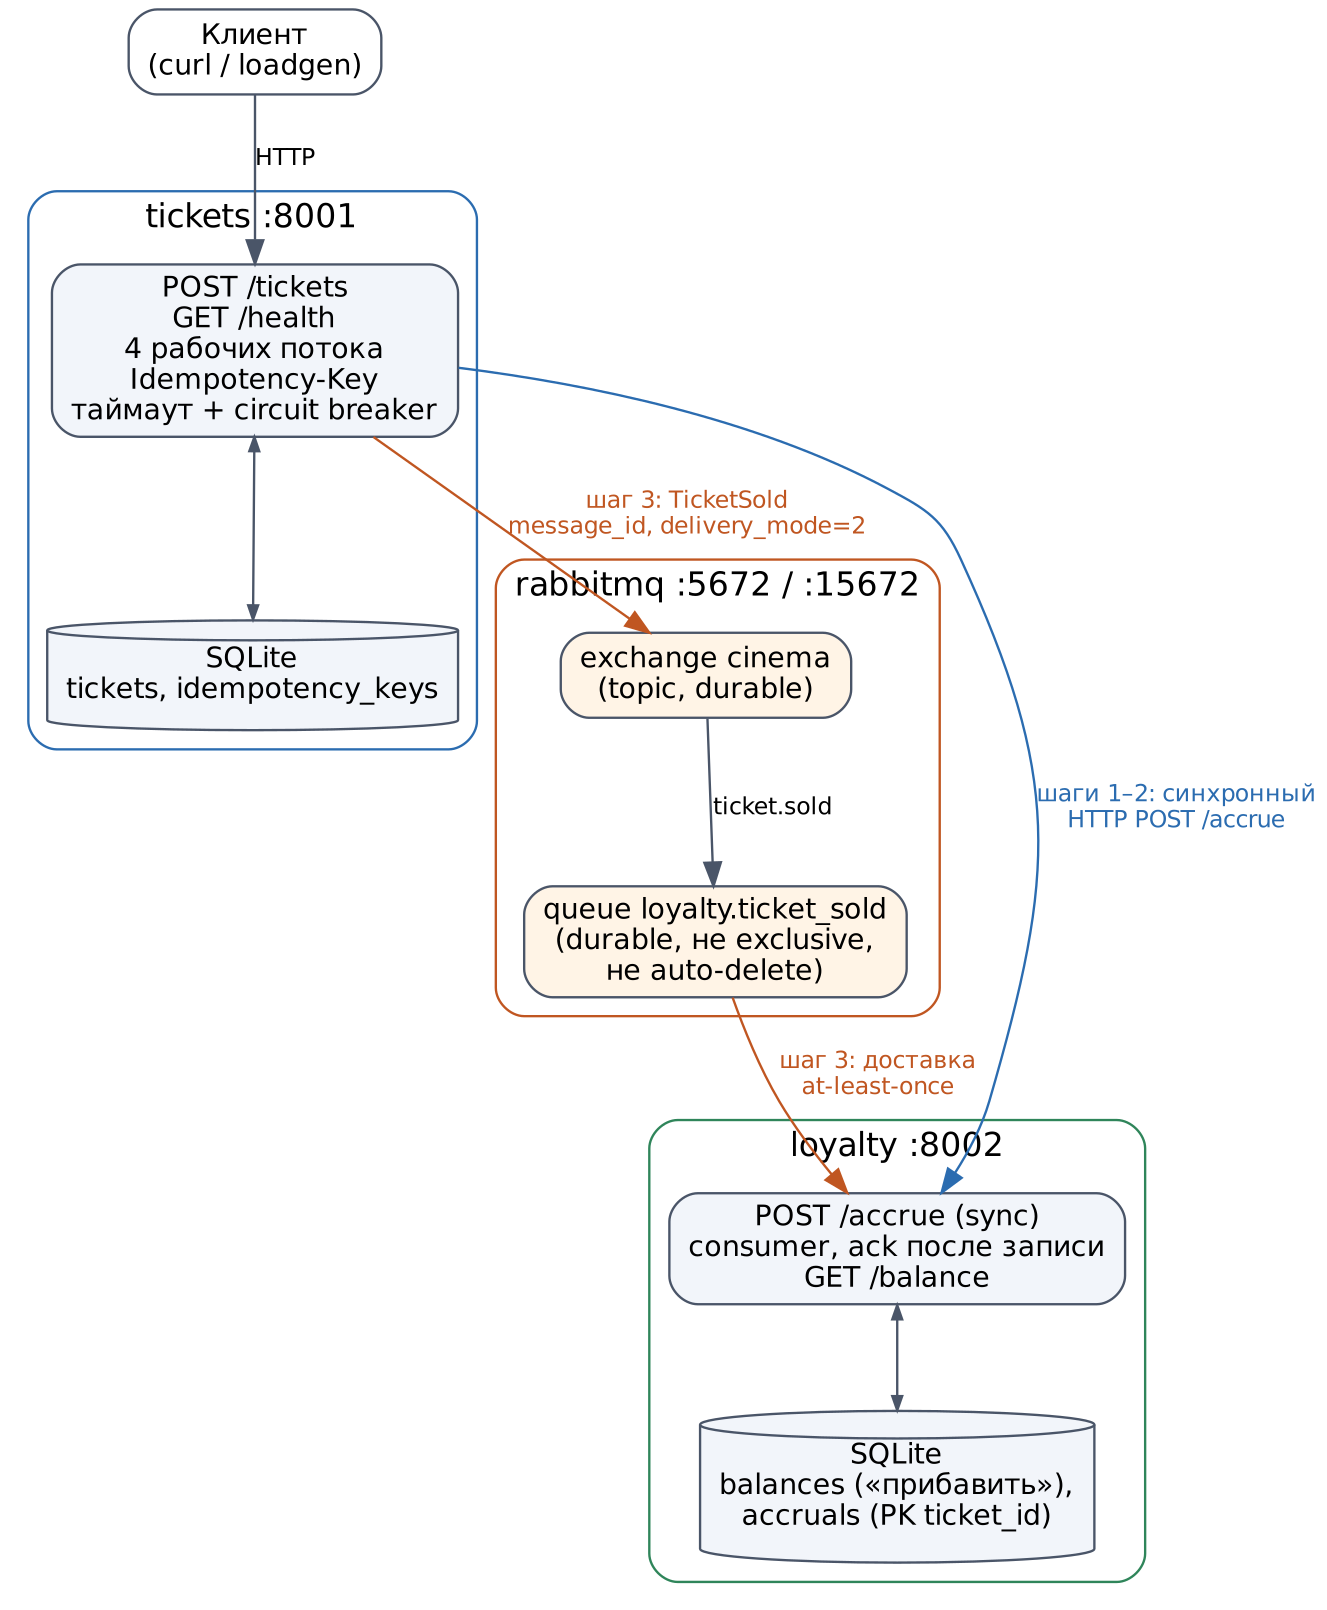 Клиент
(curl / loadgen)
HTTP
tickets :8001
POST /tickets
GET /health
4 рабочих потока
Idempotency-Key
таймаут + circuit breaker
шаг 3: TicketSold
message_id, delivery_mode=2
SQLite
tickets, idempotency_keys
rabbitmq :5672 / :15672
exchange cinema
(topic, durable)
ticket.sold
шаги 1–2: синхронный
HTTP POST /accrue
queue loyalty.ticket_sold
(durable, не exclusive,
не auto-delete)
шаг 3: доставка
at-least-once
loyalty :8002
POST /accrue (sync)
consumer, ack после записи
GET /balance
SQLite
balances («прибавить»),
accruals (PK ticket_id)